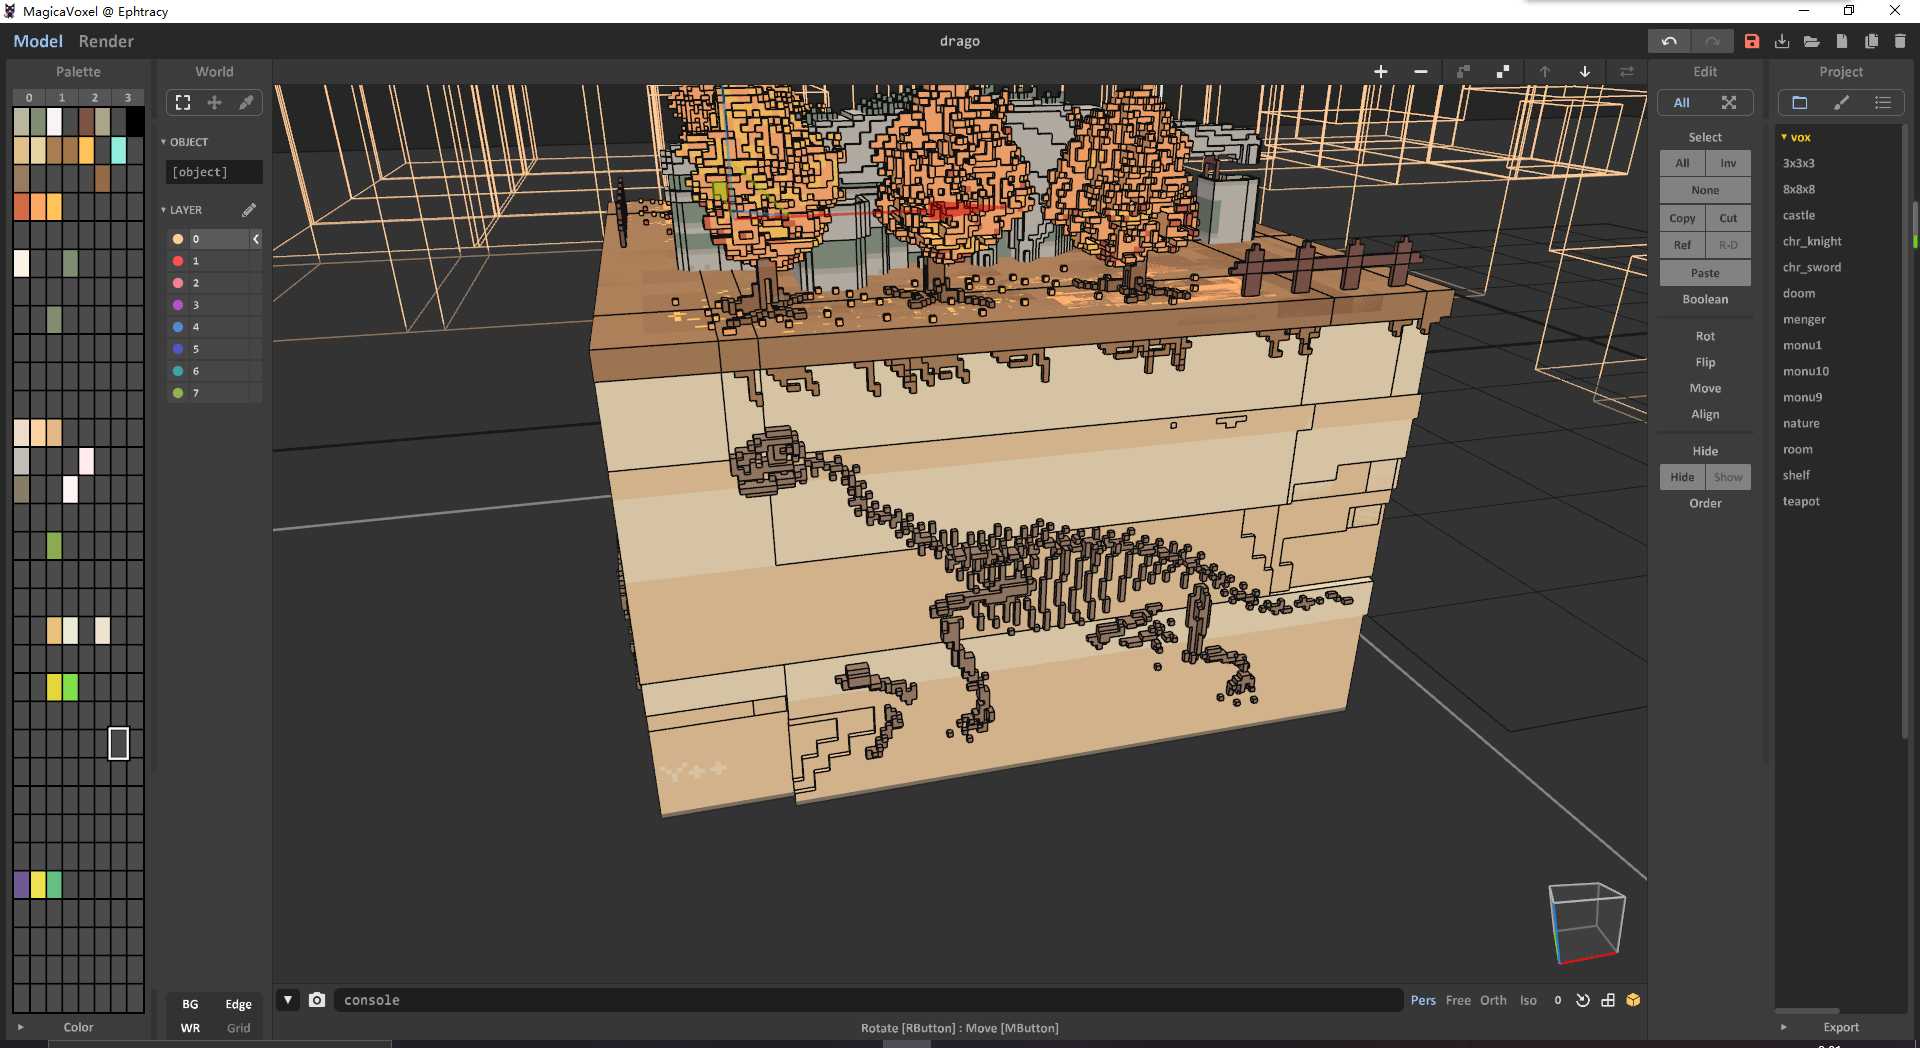 MagicaVoxel @ Ephtracy
Model Render
drago
Palette
World
Edit
Project
0 1 2 3
OBJECT
[object]
LAYER
0
1
2
3
4
5
6
7
All
Select
All Inv
None
Copy Cut
Ref R-D
Paste
Boolean
Rot
Flip
Move
Align
Hide
Hide Show
Order
vox
3x3x3
8x8x8
castle
chr_knight
chr_sword
doom
menger
monu1
monu10
monu9
nature
room
shelf
teapot
BG Edge
WR Grid
Color
console
Pers Free Orth Iso 0
Rotate [RButton] : Move [MButton]
Export